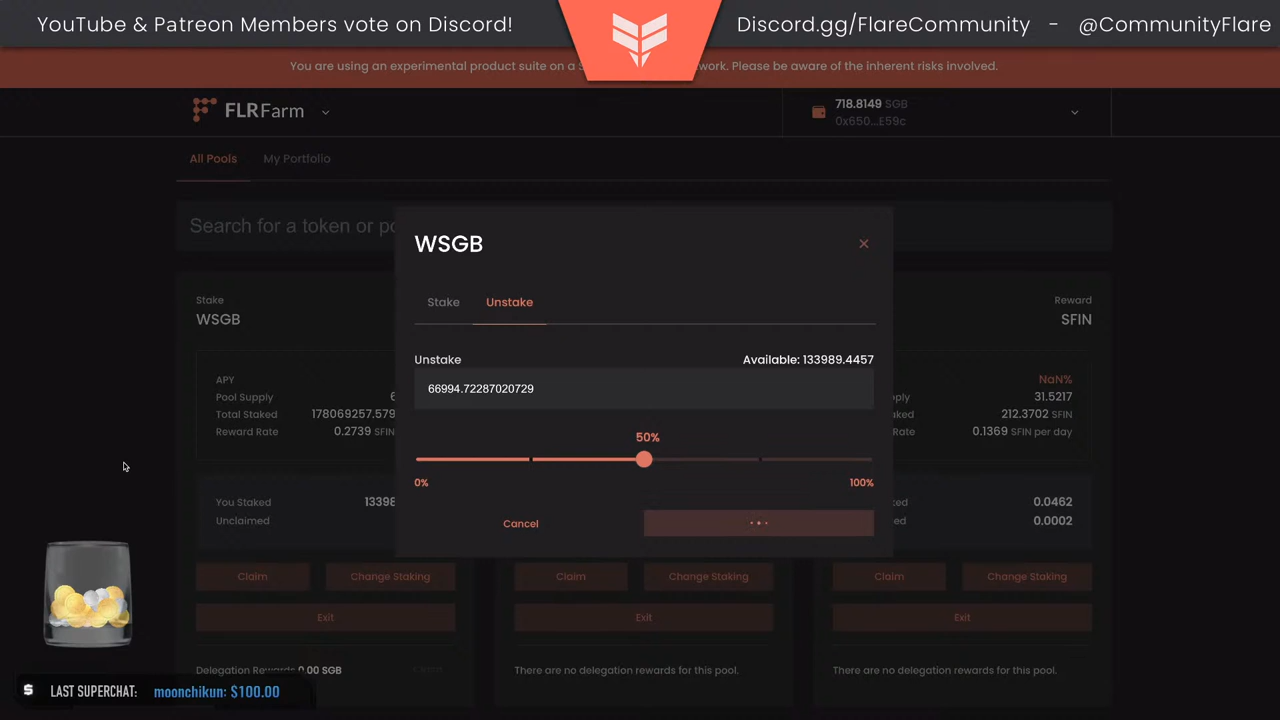 YouTube & Patreon Members vote on Discord!
Discord.gg/FlareCommunity - @CommunityFlare
You are using an experimental product suite on a
work. Please be aware of the inherent risks involved.
FLRFarm
718.8149 SGB
0x650...E59c
All Pools
My Portfolio
Search for a token or
WSGB
Stake
Unstake
Unstake
Available: 133989.4457
66994.72287020729
50%
0%
100%
Cancel
Stake
WSGB
Reward
SFIN
APY
NaN%
Pool Supply
31.5217
Total Staked 178069257.579
212.3702 SFIN
Reward Rate 0.2739 SFIN
Rate 0.1369 SFIN per day
You Staked 13398
0.0462
Unclaimed
0.0002
Claim
Change Staking
Claim
Change Staking
Claim
Change Staking
Exit
Exit
Exit
Delegation Rewards 0.00 SGB
There are no delegation rewards for this pool.
There are no delegation rewards for this pool.
LAST SUPERCHAT: moonchikun: $100.00